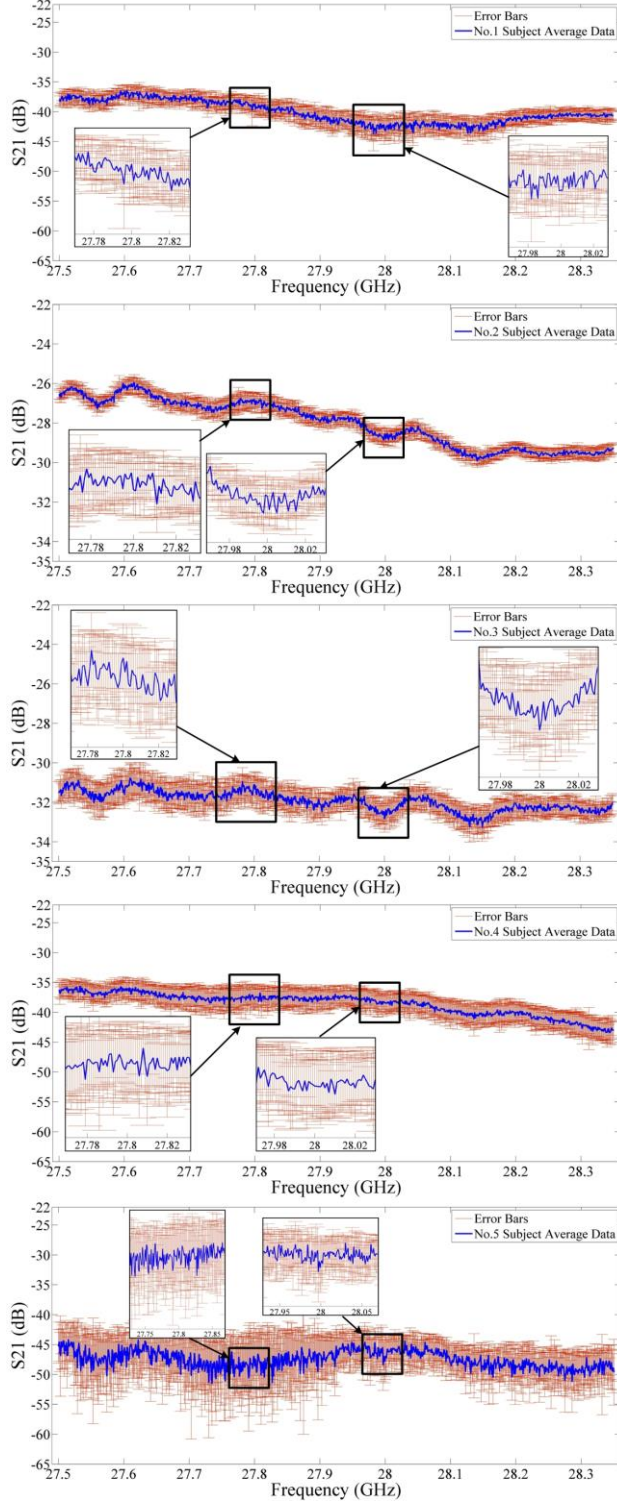 -22
Error Bars
No.1 Subject Average Data
-30
-35
-40
-45
-50
-55
-60
-65
S21 (dB)
27.78 27.8 27.82
27.98 28 28.02
27.5 27.6 27.7 27.8 27.9 28 28.1 28.2 28.3
Frequency (GHz)
-22
Error Bars
No.2 Subject Average Data
-24
-26
-28
-30
-32
-34
-35
S21 (dB)
27.78 27.8 27.82
27.98 28 28.02
27.5 27.6 27.7 27.8 27.9 28 28.1 28.2 28.3
Frequency (GHz)
-22
Error Bars
No.3 Subject Average Data
-24
-26
-28
-30
-32
-34
-35
S21 (dB)
27.78 27.8 27.82
27.98 28 28.02
27.5 27.6 27.7 27.8 27.9 28 28.1 28.2 28.3
Frequency (GHz)
-22
Error Bars
No.4 Subject Average Data
-30
-35
-40
-45
-50
-55
-60
-65
S21 (dB)
27.78 27.8 27.82
27.98 28 28.02
27.5 27.6 27.7 27.8 27.9 28 28.1 28.2 28.3
Frequency (GHz)
-22
Error Bars
No.5 Subject Average Data
-30
-35
-40
-45
-50
-55
-60
-65
S21 (dB)
27.75 27.8 27.85
27.95 28 28.05
27.5 27.6 27.7 27.8 27.9 28 28.1 28.2 28.3
Frequency (GHz)